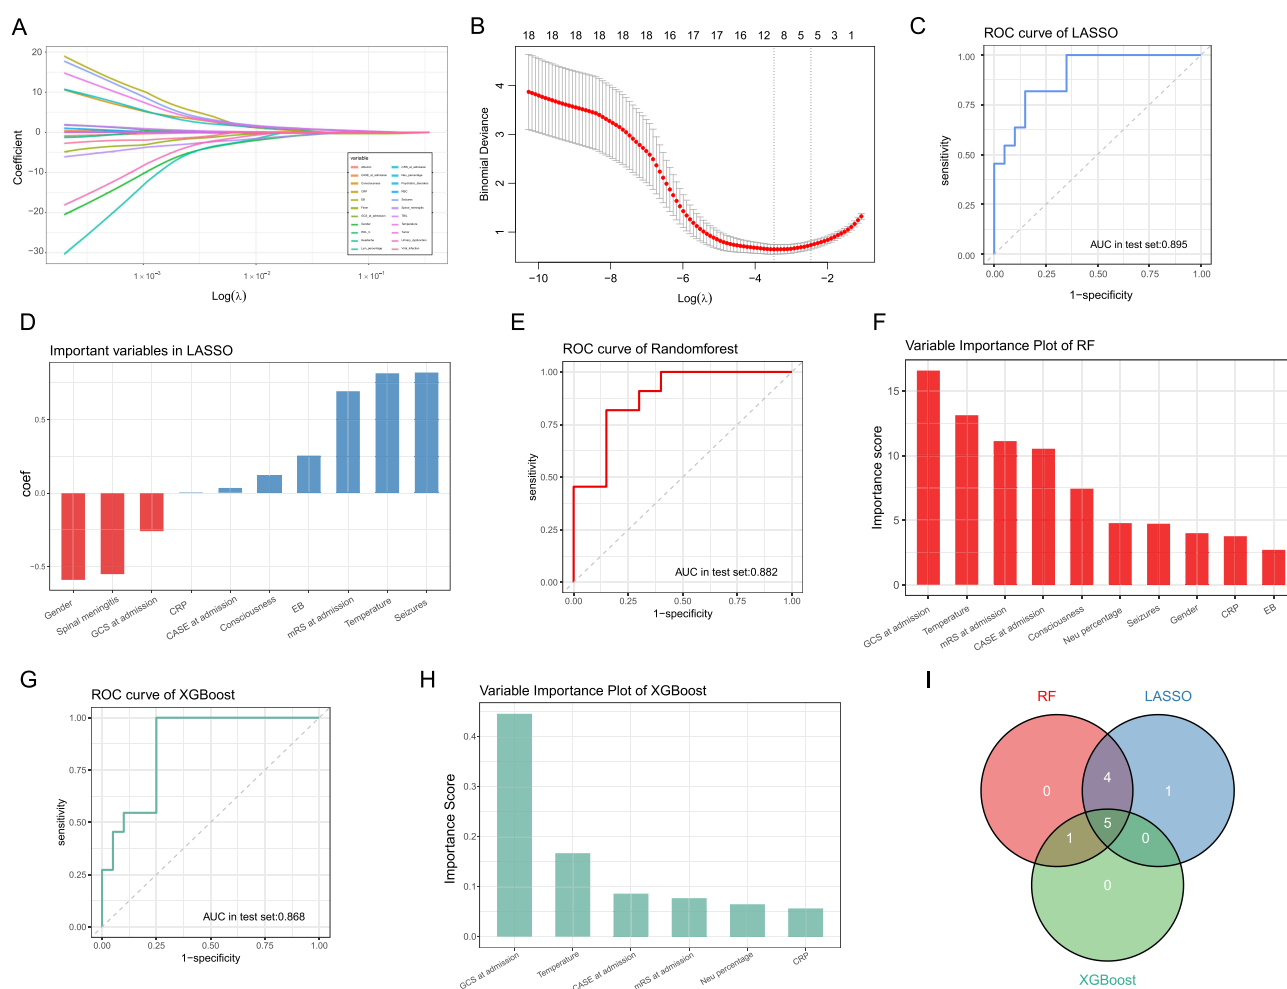 A
20
10
0
−10
−20
−30
Coefficient
1×10⁻³
1×10⁻²
1×10⁻¹
Log(λ)
variable
B
18 18 18 18 18 18 16 17 17 16 12 8 5 5 3 1
4
3
2
1
Binomial Deviance
−10 −8 −6 −4 −2
Log(λ)
C
ROC curve of LASSO
1.00
0.75
0.50
0.25
0.00
sensitivity
AUC in test set:0.895
0.00 0.25 0.50 0.75 1.00
1−specificity
D
Important variables in LASSO
0.5
0.0
−0.5
coef
Gender
Spinal meningitis
GCS at admission
CRP
CASE at admission
Consciousness
EB
mRS at admission
Temperature
Seizures
E
ROC curve of Randomforest
1.00
0.75
0.50
0.25
0.00
sensitivity
AUC in test set:0.882
0.00 0.25 0.50 0.75 1.00
1−specificity
F
Variable Importance Plot of RF
15
10
5
0
Importance score
GCS at admission
Temperature
mRS at admission
CASE at admission
Consciousness
Neu percentage
Seizures
Gender
CRP
EB
G
ROC curve of XGBoost
1.00
0.75
0.50
0.25
0.00
sensitivity
AUC in test set:0.868
0.00 0.25 0.50 0.75 1.00
1−specificity
H
Variable Importance Plot of XGBoost
0.4
0.3
0.2
0.1
0.0
Importance Score
GCS at admission
Temperature
CASE at admission
mRS at admission
Neu percentage
CRP
I
RF
LASSO
0
4
1
5
1
0
0
XGBoost